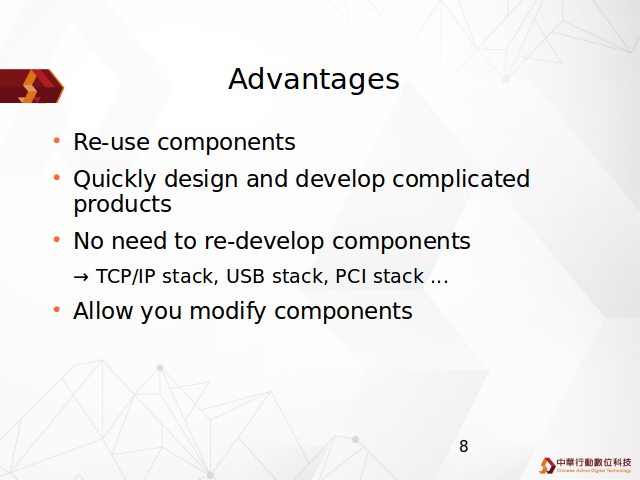 Advantages
• Re-use components
• Quickly design and develop complicated
products
• No need to re-develop components
→ TCP/IP stack, USB stack, PCI stack ...
• Allow you modify components
8
中華行動數位科技
Chinese Action Digital Technology